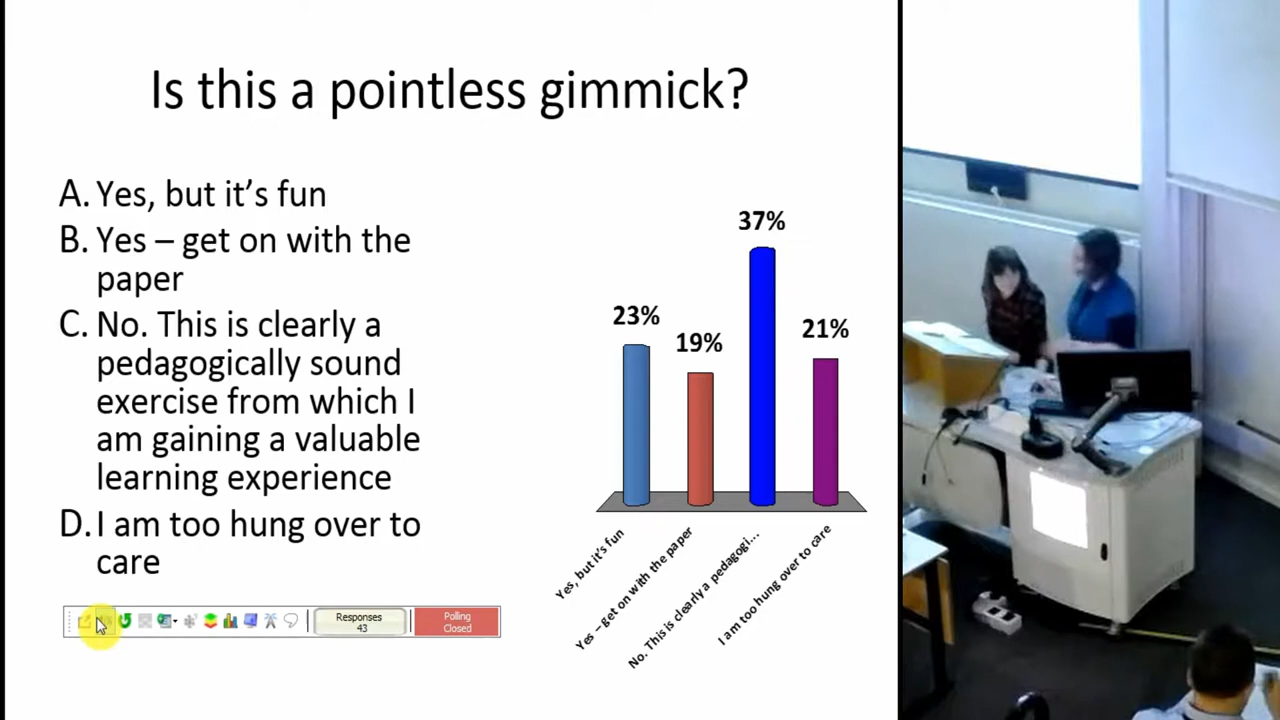 Is this a pointless gimmick?
A. Yes, but it's fun
B. Yes – get on with the
paper
C. No. This is clearly a
pedagogically sound
exercise from which I
am gaining a valuable
learning experience
D. I am too hung over to
care
37%
23%
19%
21%
Yes, but it's fun
Yes – get on with the paper
No. This is clearly a pedagogi...
I am too hung over to care
Responses
43
Polling
Closed